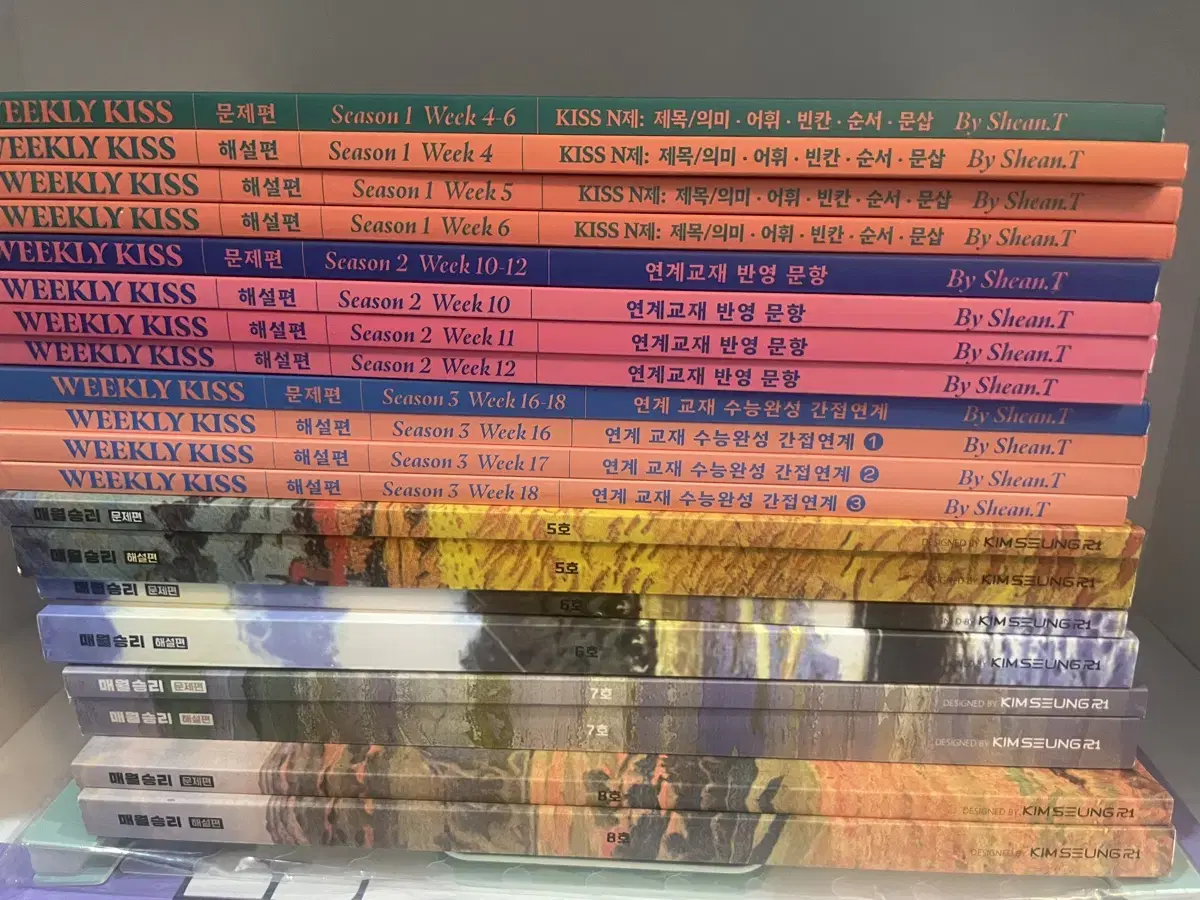 WEEKLY KISS 문제편 Season 1 Week 4-6 KISS N제: 제목/의미 · 어휘 · 빈칸 · 순서 · 문삽 By Shean.T
WEEKLY KISS 해설편 Season 1 Week 4 KISS N제: 제목/의미 · 어휘 · 빈칸 · 순서 · 문삽 By Shean.T
WEEKLY KISS 해설편 Season 1 Week 5 KISS N제: 제목/의미 · 어휘 · 빈칸 · 순서 · 문삽 By Shean.T
WEEKLY KISS 해설편 Season 1 Week 6 KISS N제: 제목/의미 · 어휘 · 빈칸 · 순서 · 문삽 By Shean.T
WEEKLY KISS 문제편 Season 2 Week 10-12 연계교재 반영 문항 By Shean.T
WEEKLY KISS 해설편 Season 2 Week 10 연계교재 반영 문항 By Shean.T
WEEKLY KISS 해설편 Season 2 Week 11 연계교재 반영 문항 By Shean.T
WEEKLY KISS 해설편 Season 2 Week 12 연계교재 반영 문항 By Shean.T
WEEKLY KISS 문제편 Season 3 Week 16-18 연계 교재 수능완성 간접연계 By Shean.T
WEEKLY KISS 해설편 Season 3 Week 16 연계 교재 수능완성 간접연계 ❶ By Shean.T
WEEKLY KISS 해설편 Season 3 Week 17 연계 교재 수능완성 간접연계 ❷ By Shean.T
WEEKLY KISS 해설편 Season 3 Week 18 연계 교재 수능완성 간접연계 ❸ By Shean.T
매월승리 문제편 5호 DESIGNED BY KIMSEUNGR1
매월승리 해설편 5호 DESIGNED BY KIMSEUNGR1
매월승리 문제편 6호 KIMSEUNGR1
매월승리 해설편 6호 KIMSEUNGR1
매월승리 문제편 7호 DESIGNED BY KIMSEUNGR1
매월승리 해설편 7호 DESIGNED BY KIMSEUNGR1
매월승리 문제편 8호 DESIGNED BY KIMSEUNGR1
매월승리 해설편 8호 DESIGNED BY KIMSEUNGR1